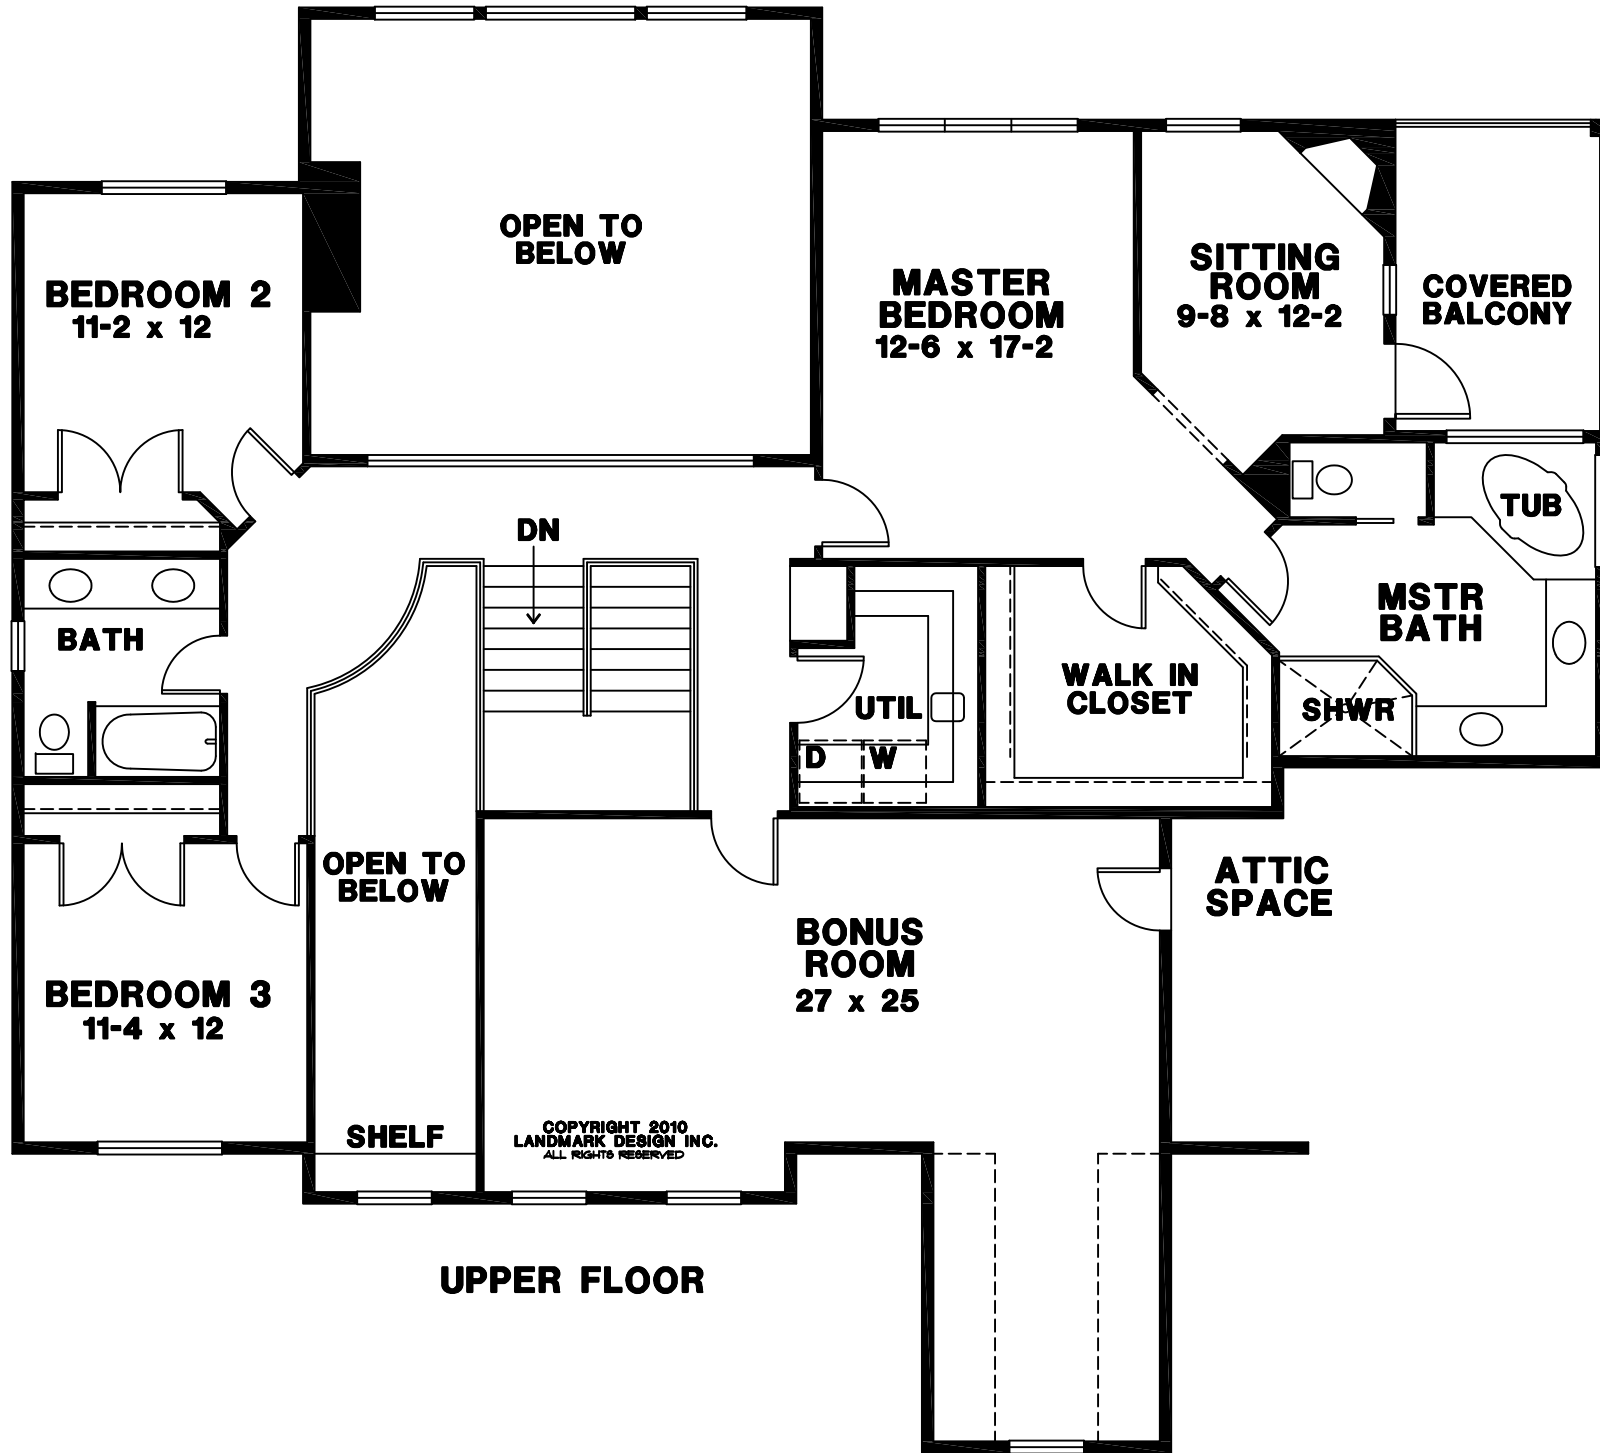 OPEN TO
BELOW
MASTER
BEDROOM
12-6 x 17-2
SITTING
ROOM
9-8 x 12-2
COVERED
BALCONY
BEDROOM 2
11-2 x 12
DN
TUB
MSTR
BATH
BATH
WALK IN
CLOSET
UTIL
SHWR
D W
OPEN TO
BELOW
ATTIC
SPACE
BONUS
ROOM
27 x 25
BEDROOM 3
11-4 x 12
SHELF
COPYRIGHT 2010
LANDMARK DESIGN INC.
ALL RIGHTS RESERVED
UPPER FLOOR